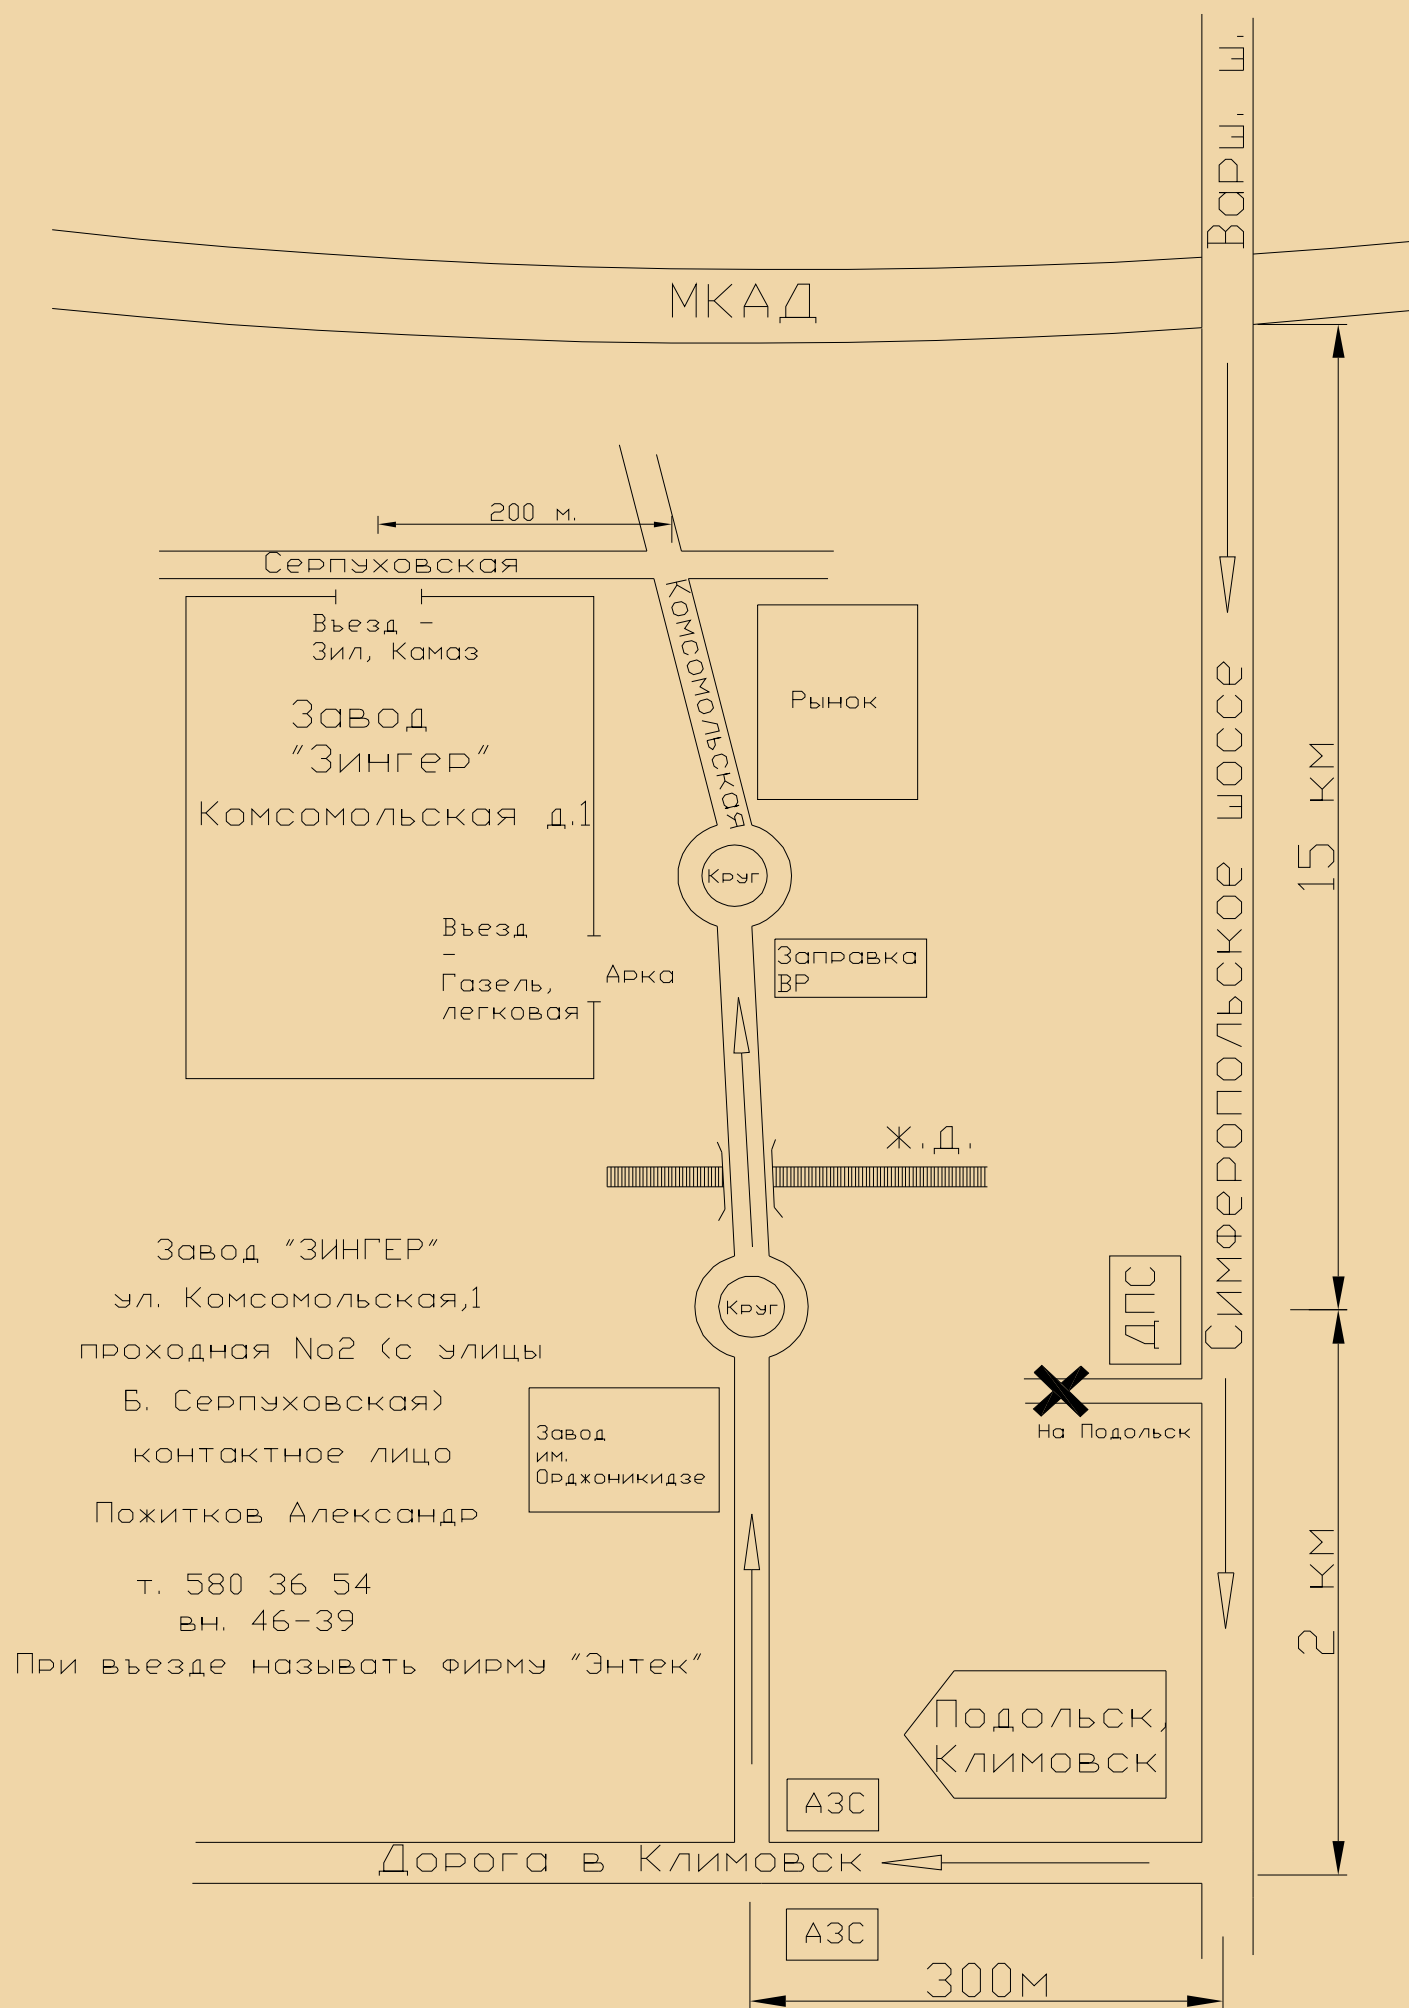 Варш. ш.
МКАД
200 м.
Серпуховская
Комсомольская
Въезд -
Зил, Камаз
Завод
"Зингер"
Комсомольская д.1
Рынок
Круг
Въезд
-
Газель,
легковая
Арка
Заправка
ВР
Симферопольское шоссе
15 км
Ж.Д.
Завод "ЗИНГЕР"
ул. Комсомольская,1
проходная No2 (с улицы
Б. Серпуховская)
контактное лицо
Пожитков Александр
т. 580 36 54
вн. 46-39
При въезде называть фирму "Энтек"
Круг
ДПС
На Подольск
Завод
им.
Орджоникидзе
2 км
Подольск,
Климовск
АЗС
Дорога в Климовск
АЗС
300м